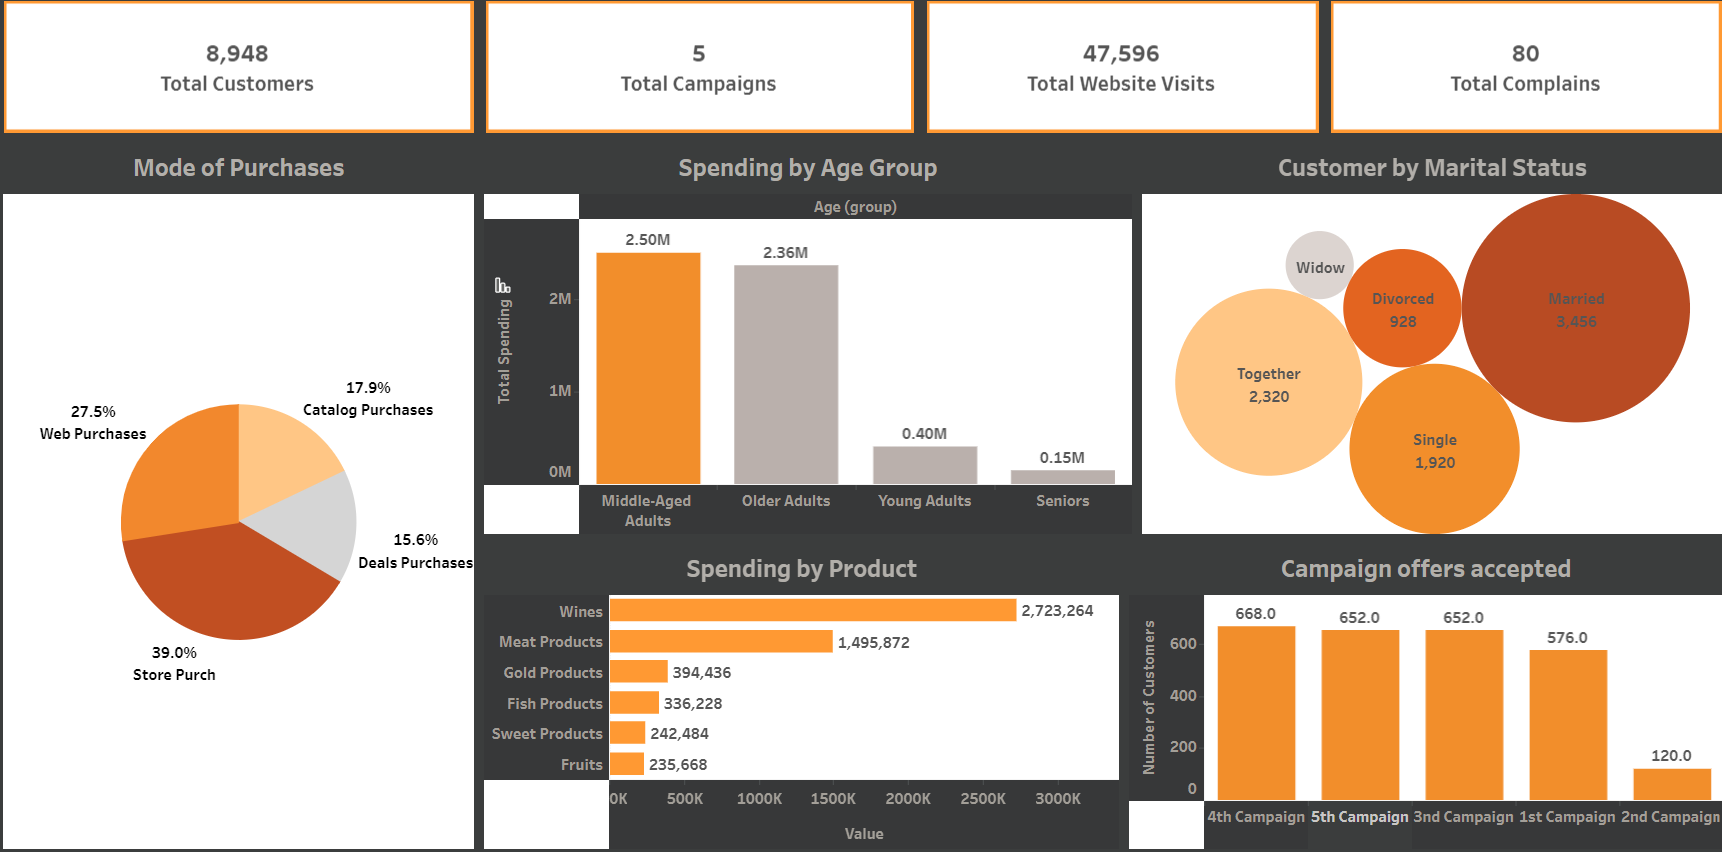 8,948
Total Customers
5
Total Campaigns
47,596
Total Website Visits
80
Total Complains
Mode of Purchases
17.9%
Catalog Purchases
27.5%
Web Purchases
15.6%
Deals Purchases
39.0%
Store Purch
Spending by Age Group
Age (group)
Total Spending
2M
1M
0M
2.50M
2.36M
0.40M
0.15M
Middle-Aged
Adults
Older Adults
Young Adults
Seniors
Customer by Marital Status
Widow
Divorced
928
Married
3,456
Together
2,320
Single
1,920
Spending by Product
Wines
2,723,264
Meat Products
1,495,872
Gold Products
394,436
Fish Products
336,228
Sweet Products
242,484
Fruits
235,668
0K 500K 1000K 1500K 2000K 2500K 3000K
Value
Campaign offers accepted
Number of Customers
600
400
200
0
668.0
652.0
652.0
576.0
120.0
4th Campaign 5th Campaign 3nd Campaign 1st Campaign 2nd Campaign